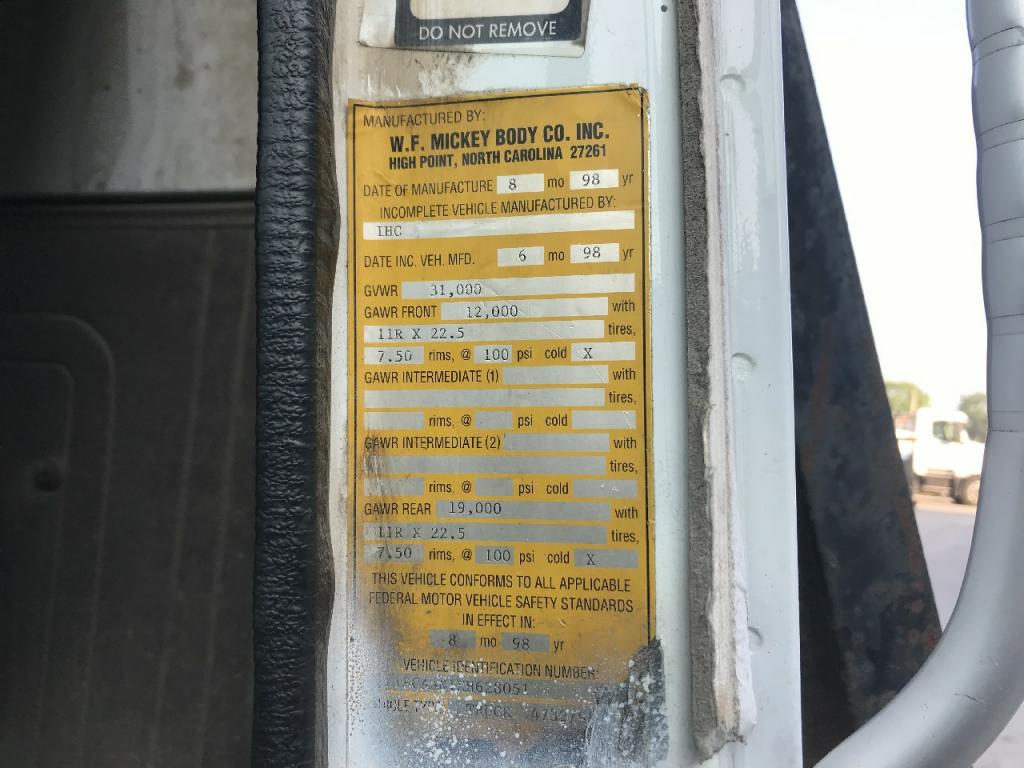 DO NOT REMOVE
MANUFACTURED BY:
W.F. MICKEY BODY CO. INC.
HIGH POINT, NORTH CAROLINA 27261
DATE OF MANUFACTURE 8 mo 98 yr
INCOMPLETE VEHICLE MANUFACTURED BY:
IHC
DATE INC. VEH. MFD. 6 mo 98 yr
GVWR 31,000
GAWR FRONT 12,000 with
11R X 22.5 tires,
7.50 rims, @ 100 psi cold X
GAWR INTERMEDIATE (1) with
tires,
rims, @ psi cold
GAWR INTERMEDIATE (2) with
tires,
rims, @ psi cold
GAWR REAR 19,000 with
11R X 22.5 tires,
7.50 rims, @ 100 psi cold X
THIS VEHICLE CONFORMS TO ALL APPLICABLE
FEDERAL MOTOR VEHICLE SAFETY STANDARDS
IN EFFECT IN:
8 mo 98 yr
VEHICLE IDENTIFICATION NUMBER:
TRUCK